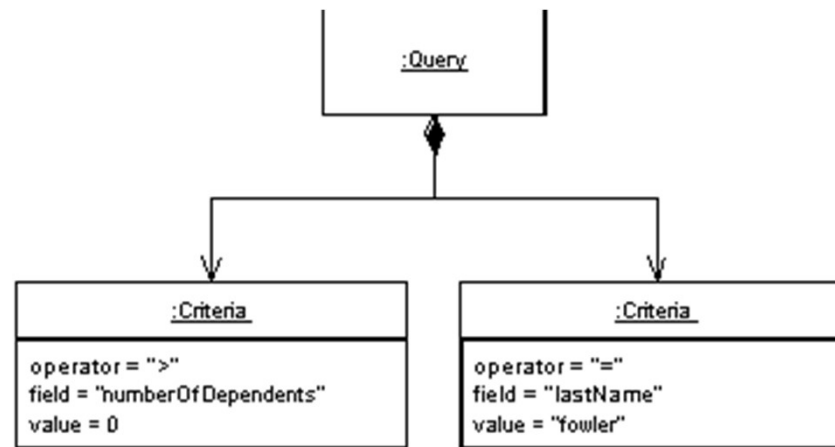 :Query
:Criteria
operator = ">"
field = "numberOfDependents"
value = 0
:Criteria
operator = "="
field = "lastName"
value = "fowler"